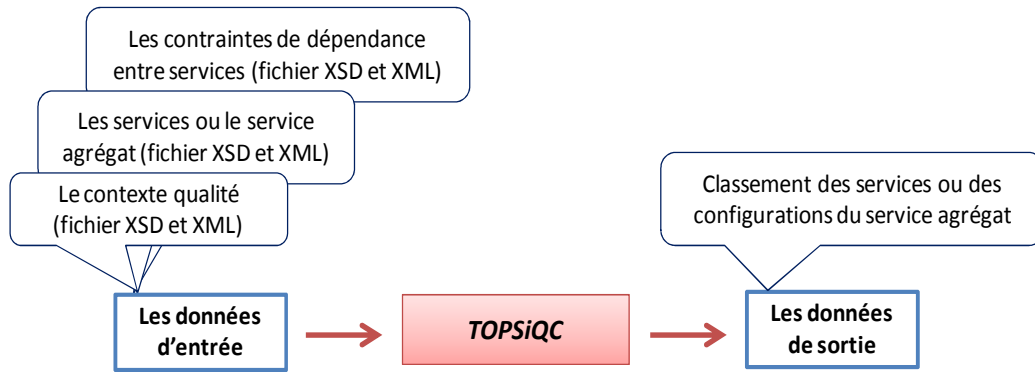 Les contraintes de dépendance
entre services (fichier XSD et XML)
Les services ou le service
agrégat (fichier XSD et XML)
Le contexte qualité
(fichier XSD et XML)
Classement des services ou des
configurations du service agrégat
Les données
d'entrée
TOPSiQC
Les données
de sortie